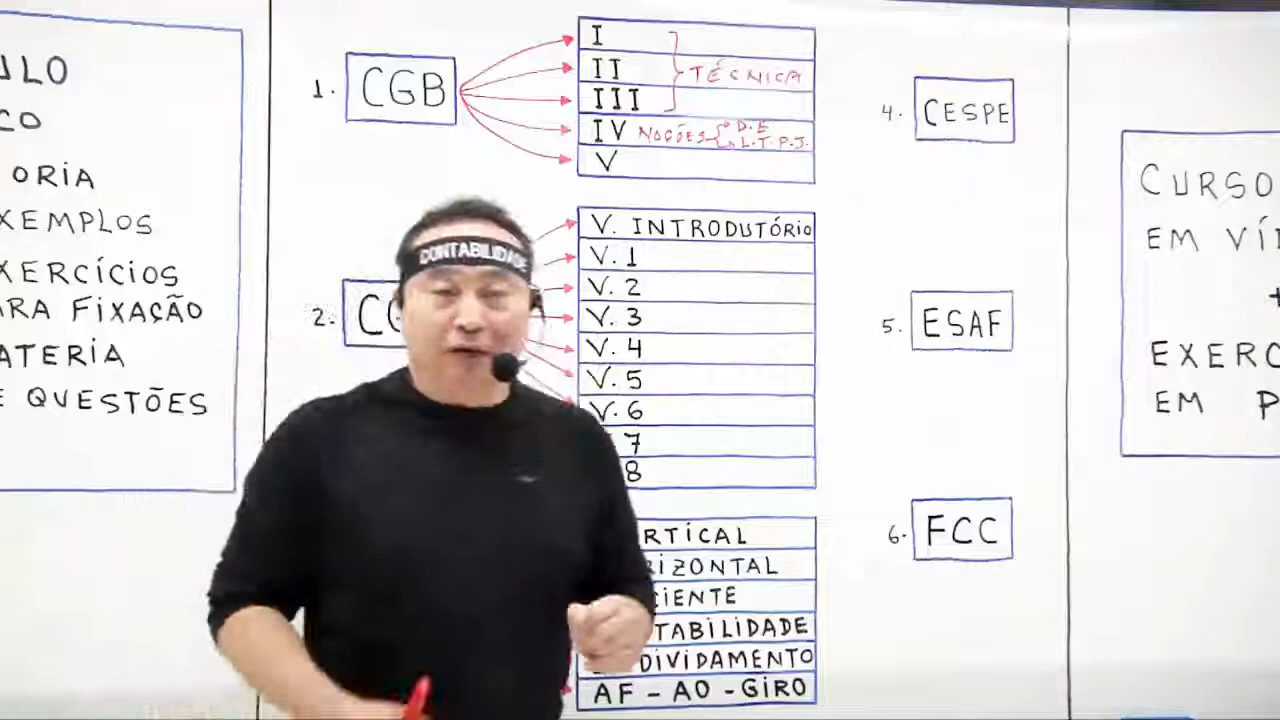 ULO
CO
ORIA
XEMPLOS
XERCÍCIOS
ARA FIXAÇÃO
ATERIA
E QUESTÕES
1. CGB
I
II
III
TÉCNICA
IV NOÇÕES D.E
L.T.P.J.
V
CONTABILIDADE
2. CG
V. INTRODUTÓRIO
V. 1
V. 2
V. 3
V. 4
V. 5
V. 6
7
8
RTICAL
RIZONTAL
CIENTE
TABILIDADE
DIVIDAMENTO
AF - AO - GIRO
4. CESPE
5. ESAF
6. FCC
CURSO
EM VÍ
+
EXERC
EM P